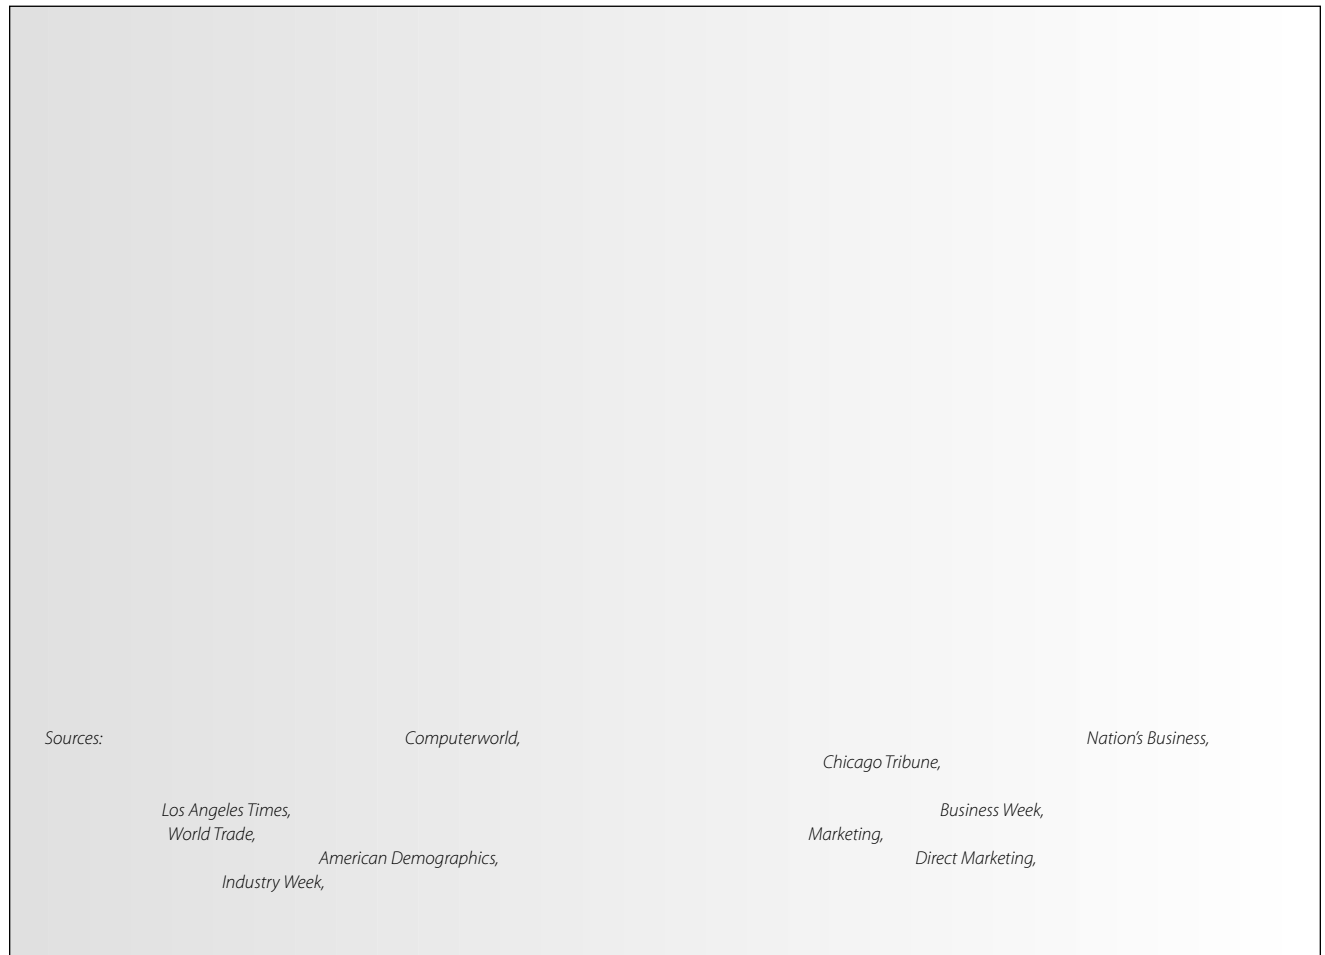 Sources: Computerworld, Nation’s Business,
Chicago Tribune,
Los Angeles Times, Business Week,
World Trade, Marketing,
American Demographics, Direct Marketing,
Industry Week,